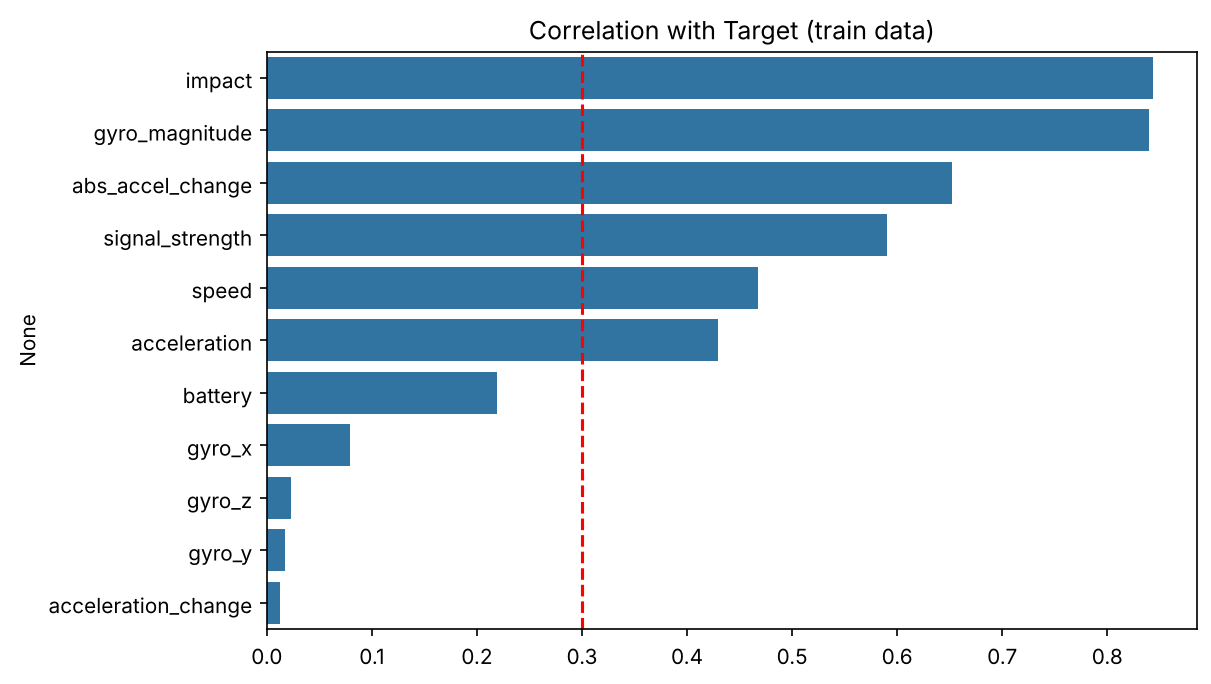 Correlation with Target (train data)
impact
gyro_magnitude
abs_accel_change
signal_strength
speed
acceleration
battery
gyro_x
gyro_z
gyro_y
acceleration_change
None
0.0 0.1 0.2 0.3 0.4 0.5 0.6 0.7 0.8